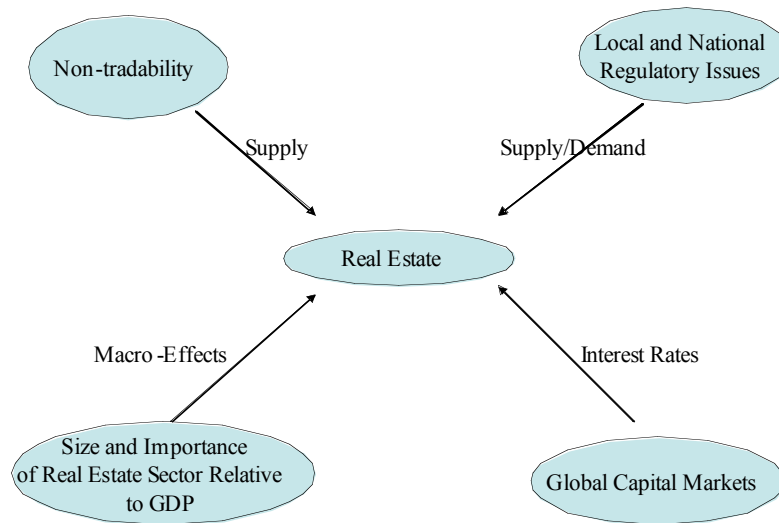 Non-tradability
Local and National
Regulatory Issues
Supply
Supply/Demand
Real Estate
Macro -Effects
Interest Rates
Size and Importance
of Real Estate Sector Relative
to GDP
Global Capital Markets